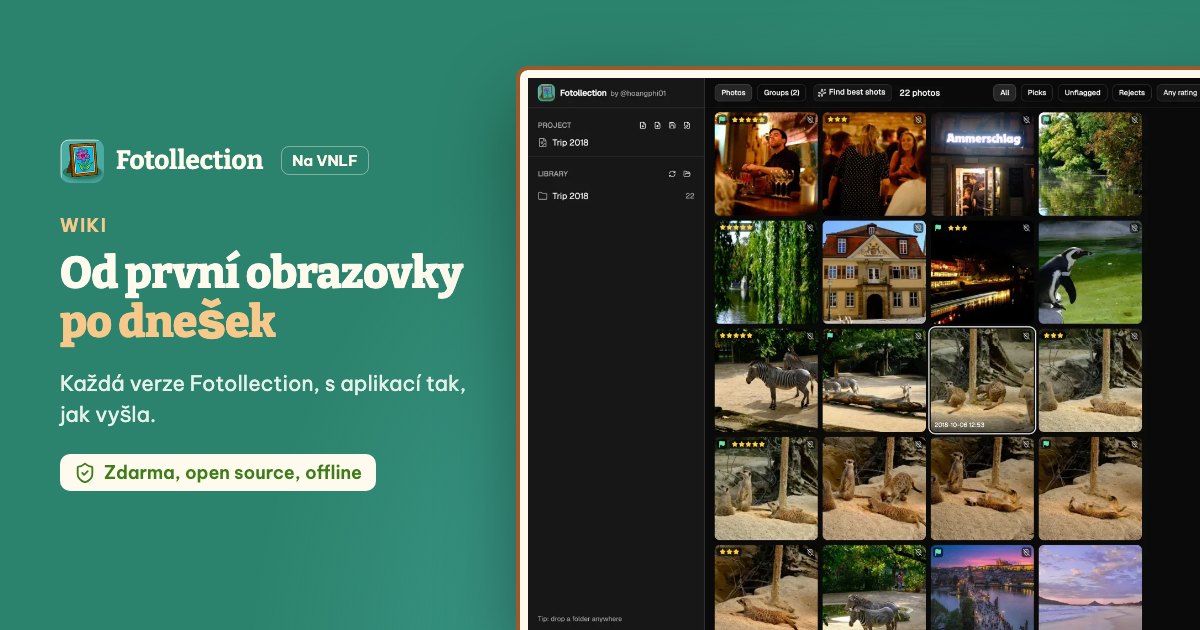 Fotollection
Na VNLF
WIKI
Od první obrazovky
po dnešek
Každá verze Fotollection, s aplikací tak,
jak vyšla.
Zdarma, open source, offline
Fotollection by @hoangphi01
PROJECT
Trip 2018
LIBRARY
Trip 2018 22
Tip: drop a folder anywhere
Photos Groups (2) Find best shots 22 photos All Picks Unflagged Rejects Any rating
Ammerschlag
2018-10-06 12:53